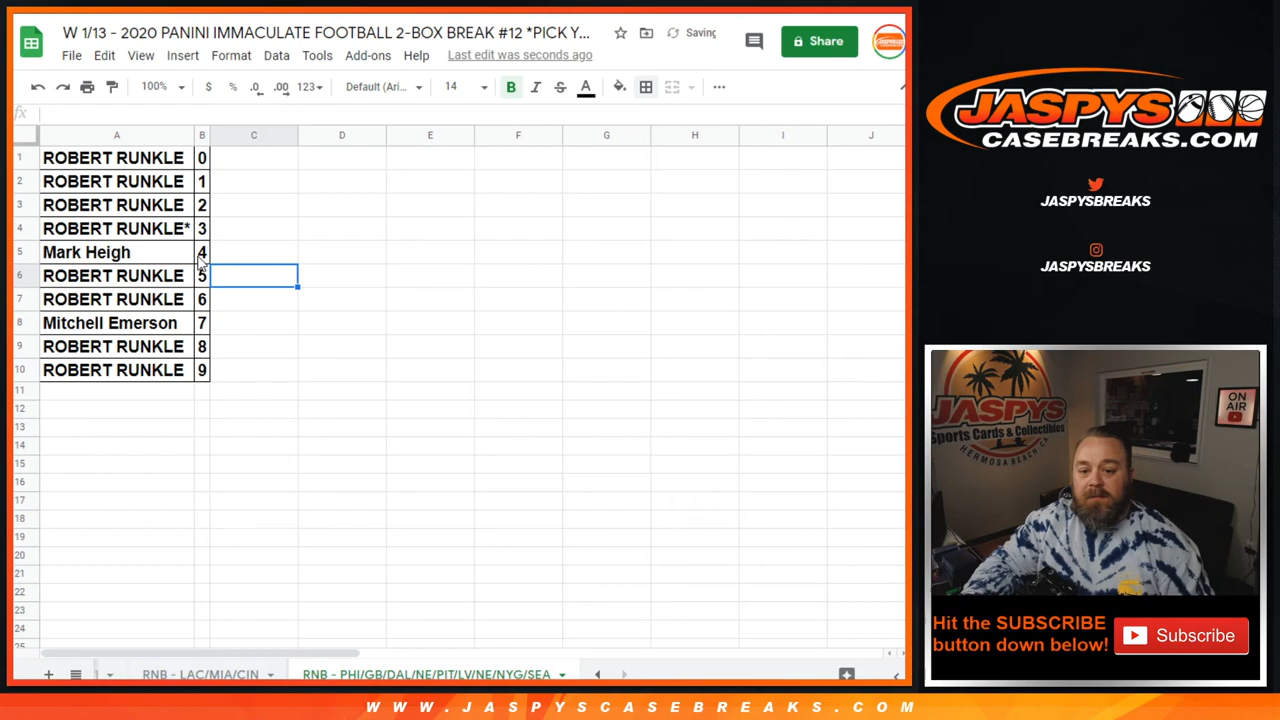 W 1/13 - 2020 PANINI IMMACULATE FOOTBALL 2-BOX BREAK #12 *PICK Y...
Saving
Share
File Edit View Insert Format Data Tools Add-ons Help Last edit was seconds ago
100% $ % .0 .00 123 Default (Ari... 14 B I S A
fx
A B C D E F G H I J
1 ROBERT RUNKLE 0
2 ROBERT RUNKLE 1
3 ROBERT RUNKLE 2
4 ROBERT RUNKLE* 3
5 Mark Heigh 4
6 ROBERT RUNKLE 5
7 ROBERT RUNKLE 6
8 Mitchell Emerson 7
9 ROBERT RUNKLE 8
10 ROBERT RUNKLE 9
11
12
13
14
15
16
17
18
19
20
21
22
23
24
25
RNB - LAC/MIA/CIN RNB - PHI/GB/DAL/NE/PIT/LV/NE/NYG/SEA
JASPYS
CASEBREAKS.COM
JASPYSBREAKS
JASPYSBREAKS
JASPYS
Sports Cards & Collectibles
HERMOSA BEACH, CA
ON
AIR
Hit the SUBSCRIBE
button down below!
Subscribe
WWW.JASPYSCASEBREAKS.COM